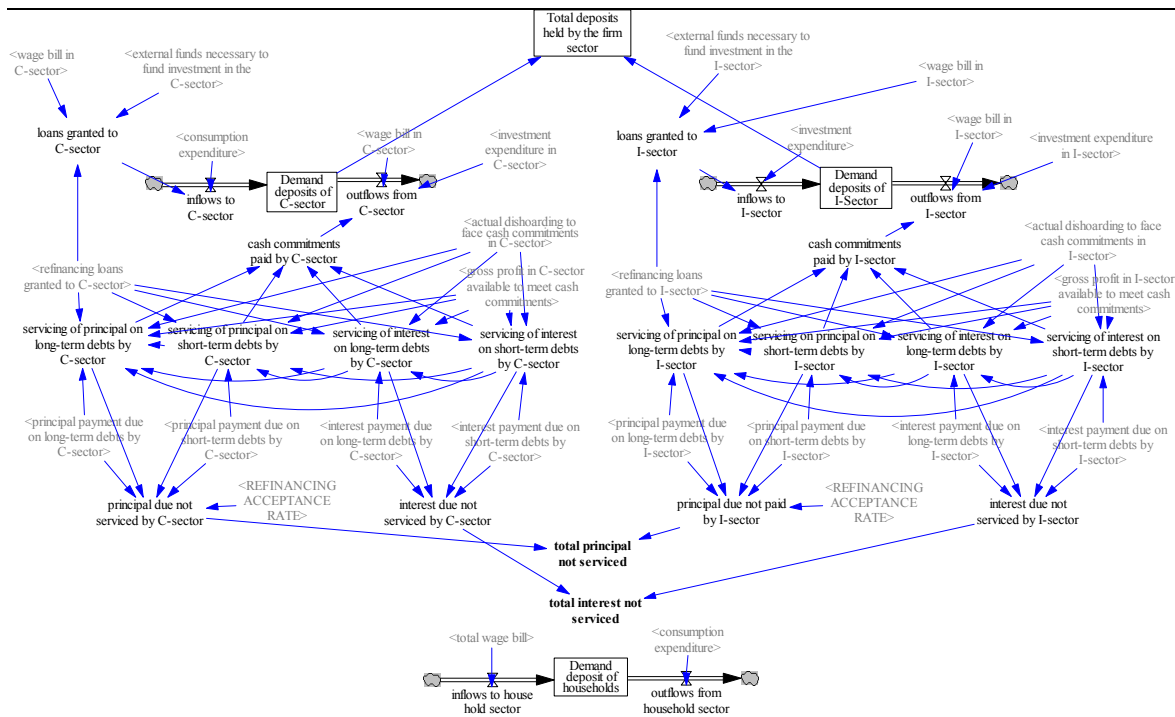 Total deposits
held by the firm
sector
<wage bill in
C-sector>
<external funds necessary to
fund investment in the
C-sector>
<external funds necessary to
fund investment in the
I-sector>
<wage bill in
I-sector>
loans granted to
C-sector
<consumption
expenditure>
<wage bill in
C-sector>
<investment
expenditure in
C-sector>
loans granted to
I-sector
<investment
expenditure>
<wage bill in
I-sector>
<investment expenditure
in I-sector>
inflows to
C-sector
Demand
deposits of
C-sector
outflows from
C-sector
inflows to
I-sector
Demand
deposits of
I-Sector
outflows from
I-sector
cash commitments
paid by C-sector
<actual dishoarding to
face cash commitments
in C-sector>
cash commitments
paid by I-sector
<actual dishoarding to face
cash commitments in
I-sector>
<refinancing loans
granted to C-sector>
<gross profit in C-sector
available to meet cash
commitments>
<refinancing loans
granted to I-sector>
<gross profit in I-sector
available to meet cash
commitments>
servicing of principal on
long-term debts by
C-sector
servicing of principal on
short-term debts by
C-sector
servicing of interest
on long-term debts
by C-sector
servicing of interest
on short-term debts
by C-sector
servicing of principal on
long-term debts by
I-sector
servicing on principal on
short-term debts by
I-sector
servicing of interest on
long-term debts by
I-sector
servicing of interest on
short-term debts by
I-sector
<principal payment due
on long-term debts by
C-sector>
<principal payment due on
short-term debts by
C-sector>
<interest payment due
on long-term debts by
C-sector>
<interest payment due on
short-term debts by
C-sector>
<principal payment due
on long-term debts by
I-sector>
<principal payment due
on short-term debts by
I-sector>
<interest payment due on
long-term debts by
I-sector>
<interest payment due
on short-term debts by
I-sector>
principal due not
serviced by C-sector
<REFINANCING
ACCEPTANCE
RATE>
interest due not
serviced by C-sector
principal due not paid
by I-sector
<REFINANCING
ACCEPTANCE
RATE>
interest due not
serviced by I-sector
total principal
not serviced
total interest not
serviced
<total wage bill>
<consumption
expenditure>
inflows to house
hold sector
Demand
deposit of
households
outflows from
household sector